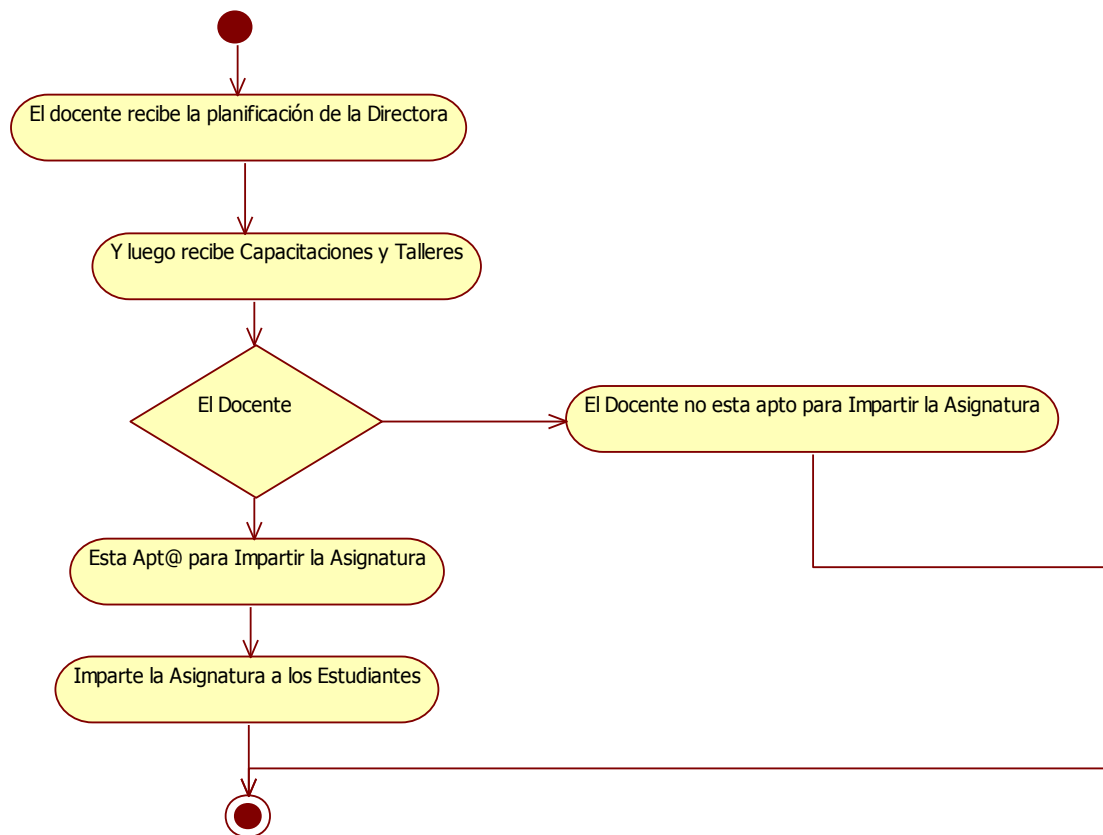 El docente recibe la planificación de la Directora
Y luego recibe Capacitaciones y Talleres
El Docente
El Docente no esta apto para Impartir la Asignatura
Esta Apt@ para Impartir la Asignatura
Imparte la Asignatura a los Estudiantes